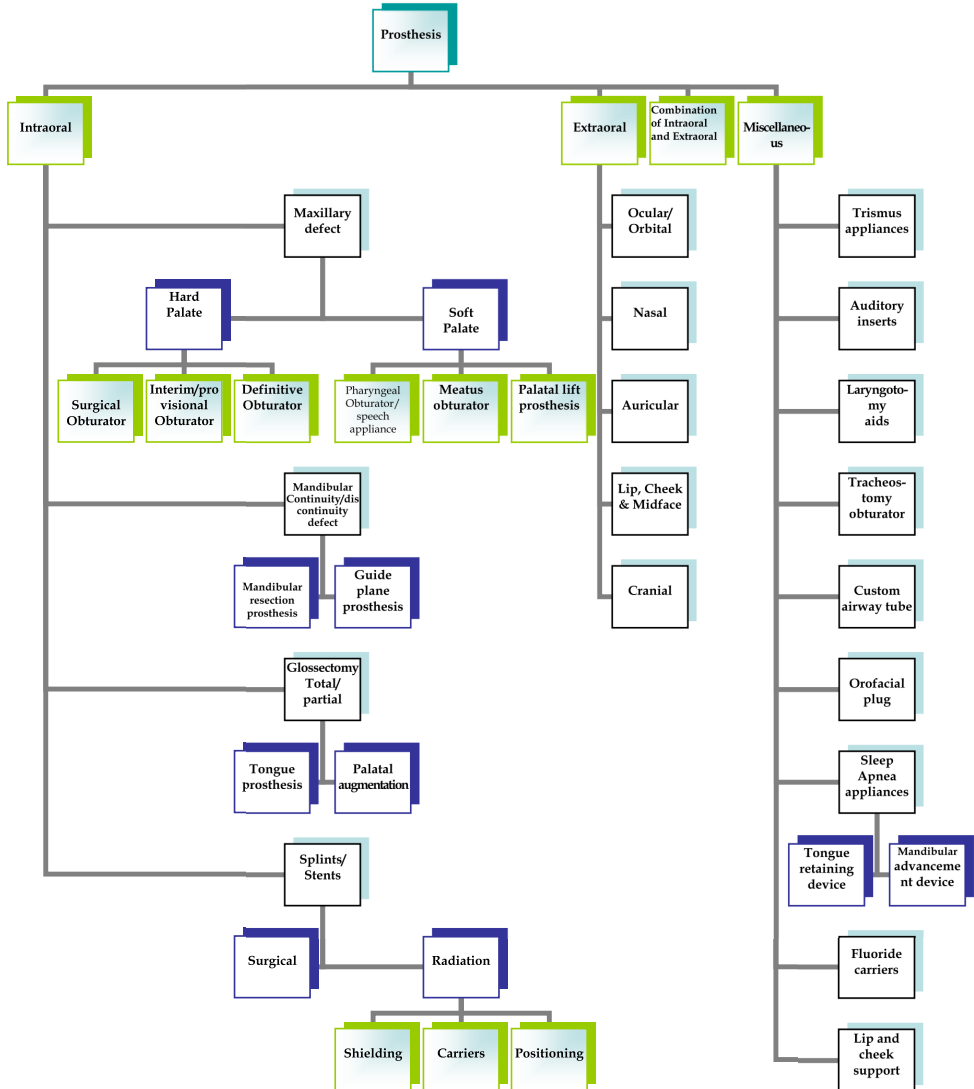 Prosthesis
Intraoral
Extraoral
Combination
of Intraoral
and Extraoral
Miscellaneo-
us
Maxillary
defect
Ocular/
Orbital
Trismus
appliances
Hard
Palate
Soft
Palate
Nasal
Auditory
inserts
Surgical
Obturator
Interim/pro
visional
Obturator
Definitive
Obturator
Pharyngeal
Obturator/
speech
appliance
Meatus
obturator
Palatal lift
prosthesis
Auricular
Laryngoto-
my
aids
Mandibular
Continuity/dis
continuity
defect
Lip, Cheek
& Midface
Tracheos-
tomy
obturator
Mandibular
resection
prosthesis
Guide
plane
prosthesis
Cranial
Custom
airway tube
Glossectomy
Total/
partial
Orofacial
plug
Tongue
prosthesis
Palatal
augmentation
Sleep
Apnea
appliances
Splints/
Stents
Tongue
retaining
device
Mandibular
advanceme
nt device
Surgical
Radiation
Fluoride
carriers
Shielding
Carriers
Positioning
Lip and
cheek
support